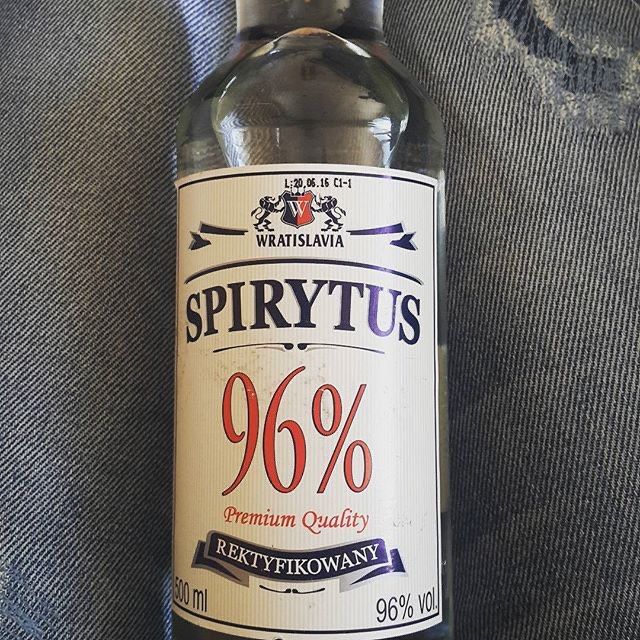 L:20.06.16 C1-1
W
WRATISLAVIA
SPIRYTUS
96%
Premium Quality
REKTYFIKOWANY
500 ml
96% vol.